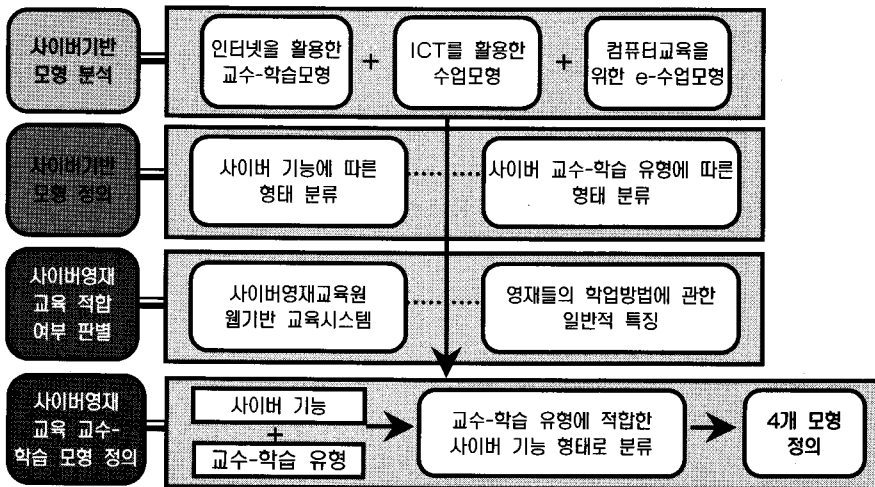 사이버기반
모형 분석
인터넷을 활용한
교수-학습모형
+
ICT를 활용한
수업모형
+
컴퓨터교육을
위한 e-수업모형
사이버기반
모형 정의
사이버 기능에 따른
형태 분류
사이버 교수-학습 유형에 따른
형태 분류
사이버영재
교육 적합
여부 판별
사이버영재교육원
웹기반 교육시스템
영재들의 학업방법에 관한
일반적 특징
사이버영재
교육 교수-
학습 모형 정의
사이버 기능
+
교수-학습 유형
교수-학습 유형에 적합한
사이버 기능 형태로 분류
4개 모형
정의